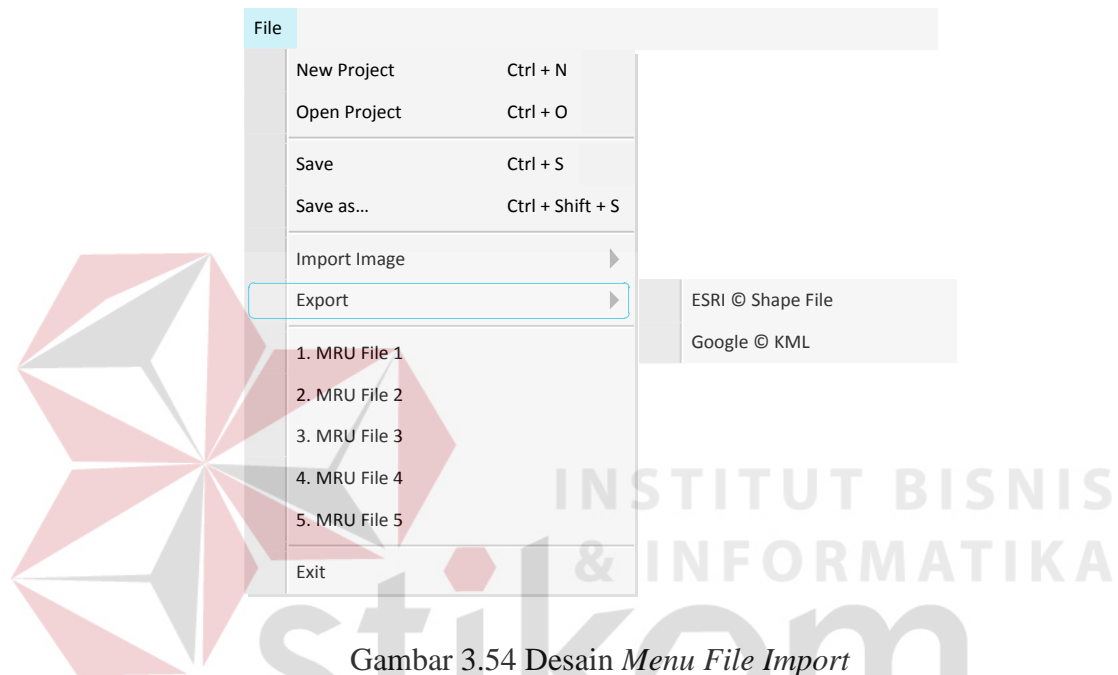 File
New Project Ctrl + N
Open Project Ctrl + O
Save Ctrl + S
Save as... Ctrl + Shift + S
Import Image
Export
ESRI © Shape File
Google © KML
1. MRU File 1
2. MRU File 2
3. MRU File 3
4. MRU File 4
5. MRU File 5
Exit
INSTITUT BISNIS
& INFORMATIKA
stikom
Gambar 3.54 Desain Menu File Import